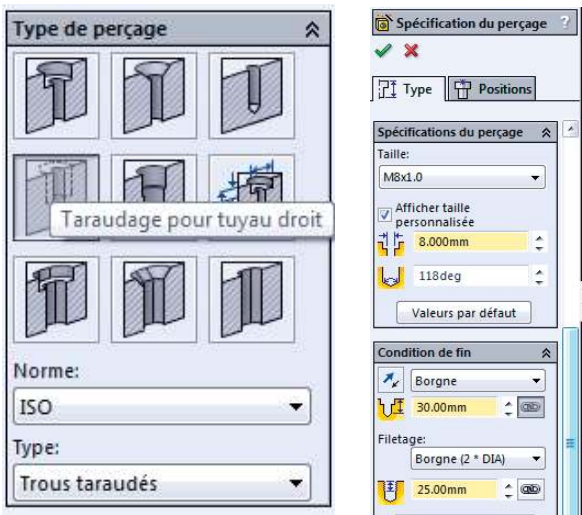 Type de perçage
Taraudage pour tuyau droit
Norme:
ISO
Type:
Trous taraudés
Spécification du perçage ?
Type Positions
Spécifications du perçage
Taille:
M8x1.0
Afficher taille
personnalisée
8.000mm
118deg
Valeurs par défaut
Condition de fin
Borgne
30.00mm
Filetage:
Borgne (2 * DIA)
25.00mm